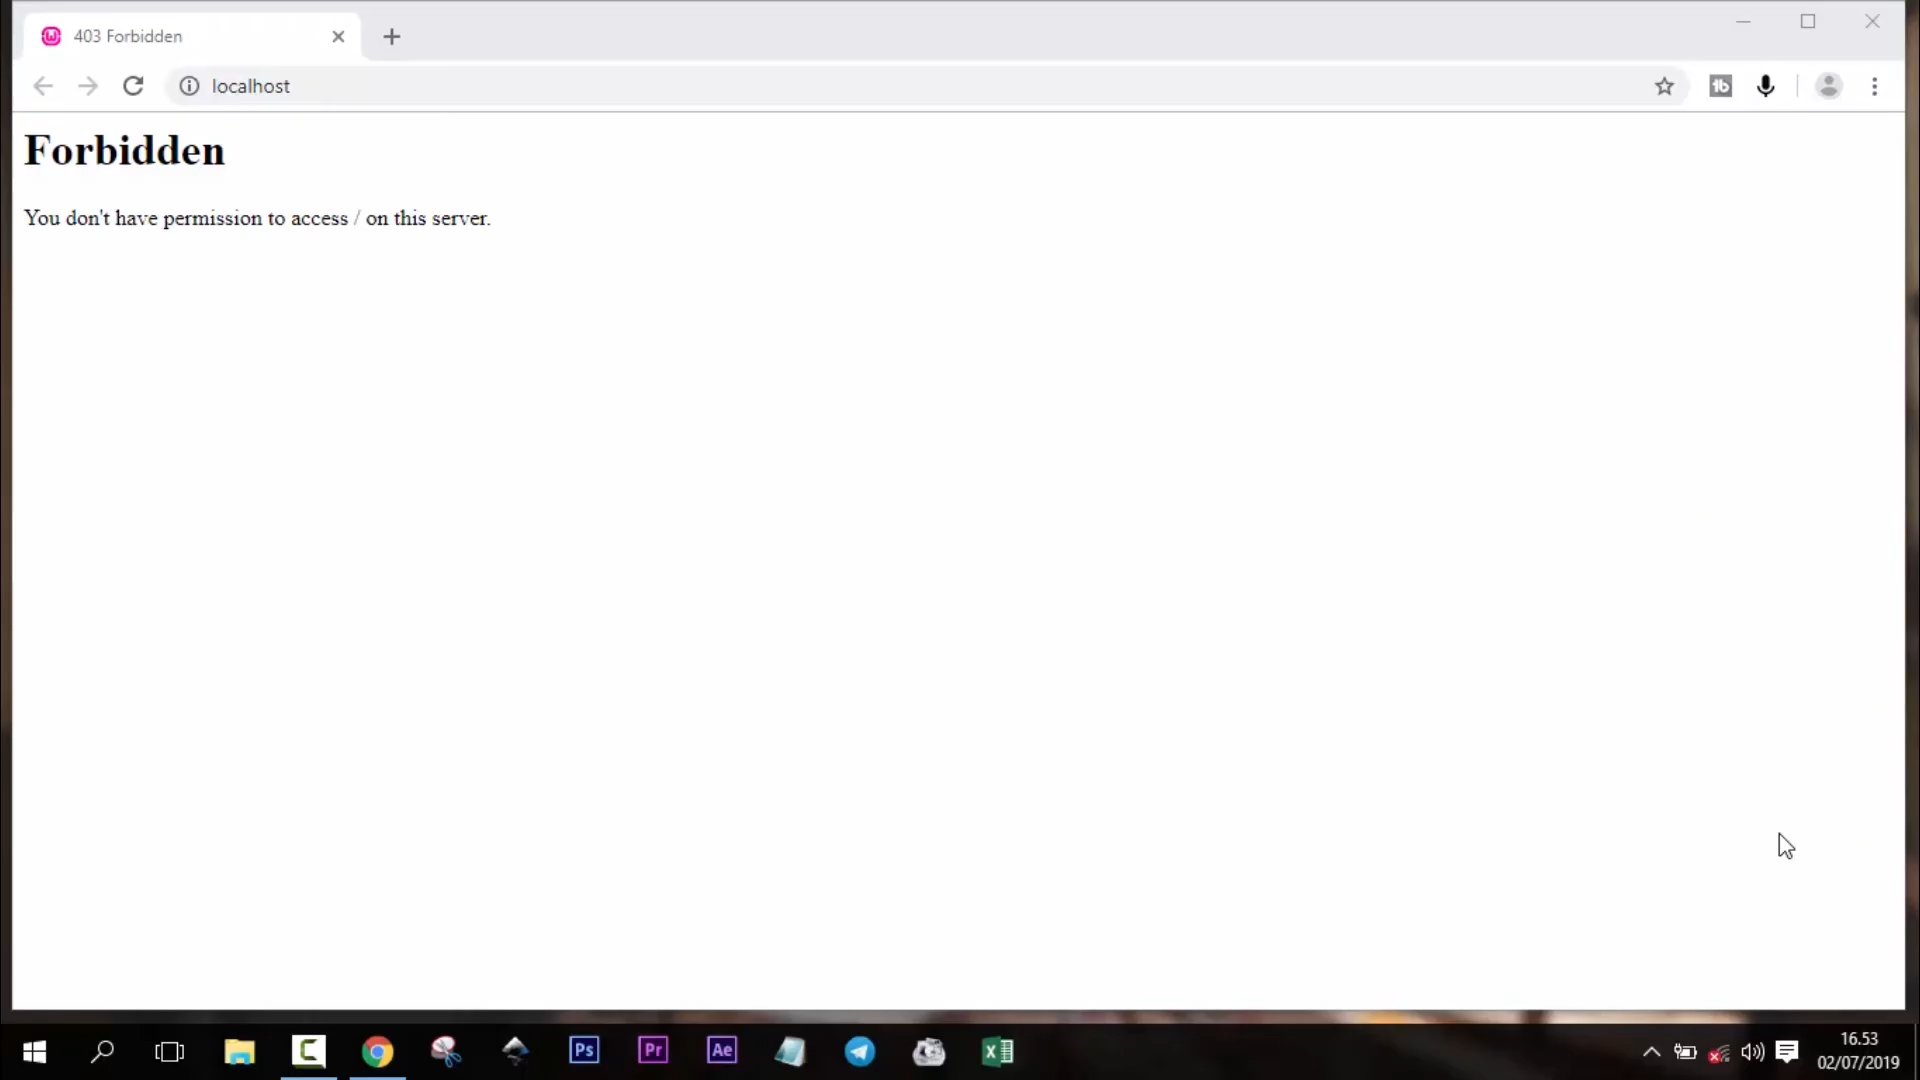 403 Forbidden
localhost
Forbidden
You don't have permission to access / on this server.
Ps
Pr
Ae
16.53
02/07/2019